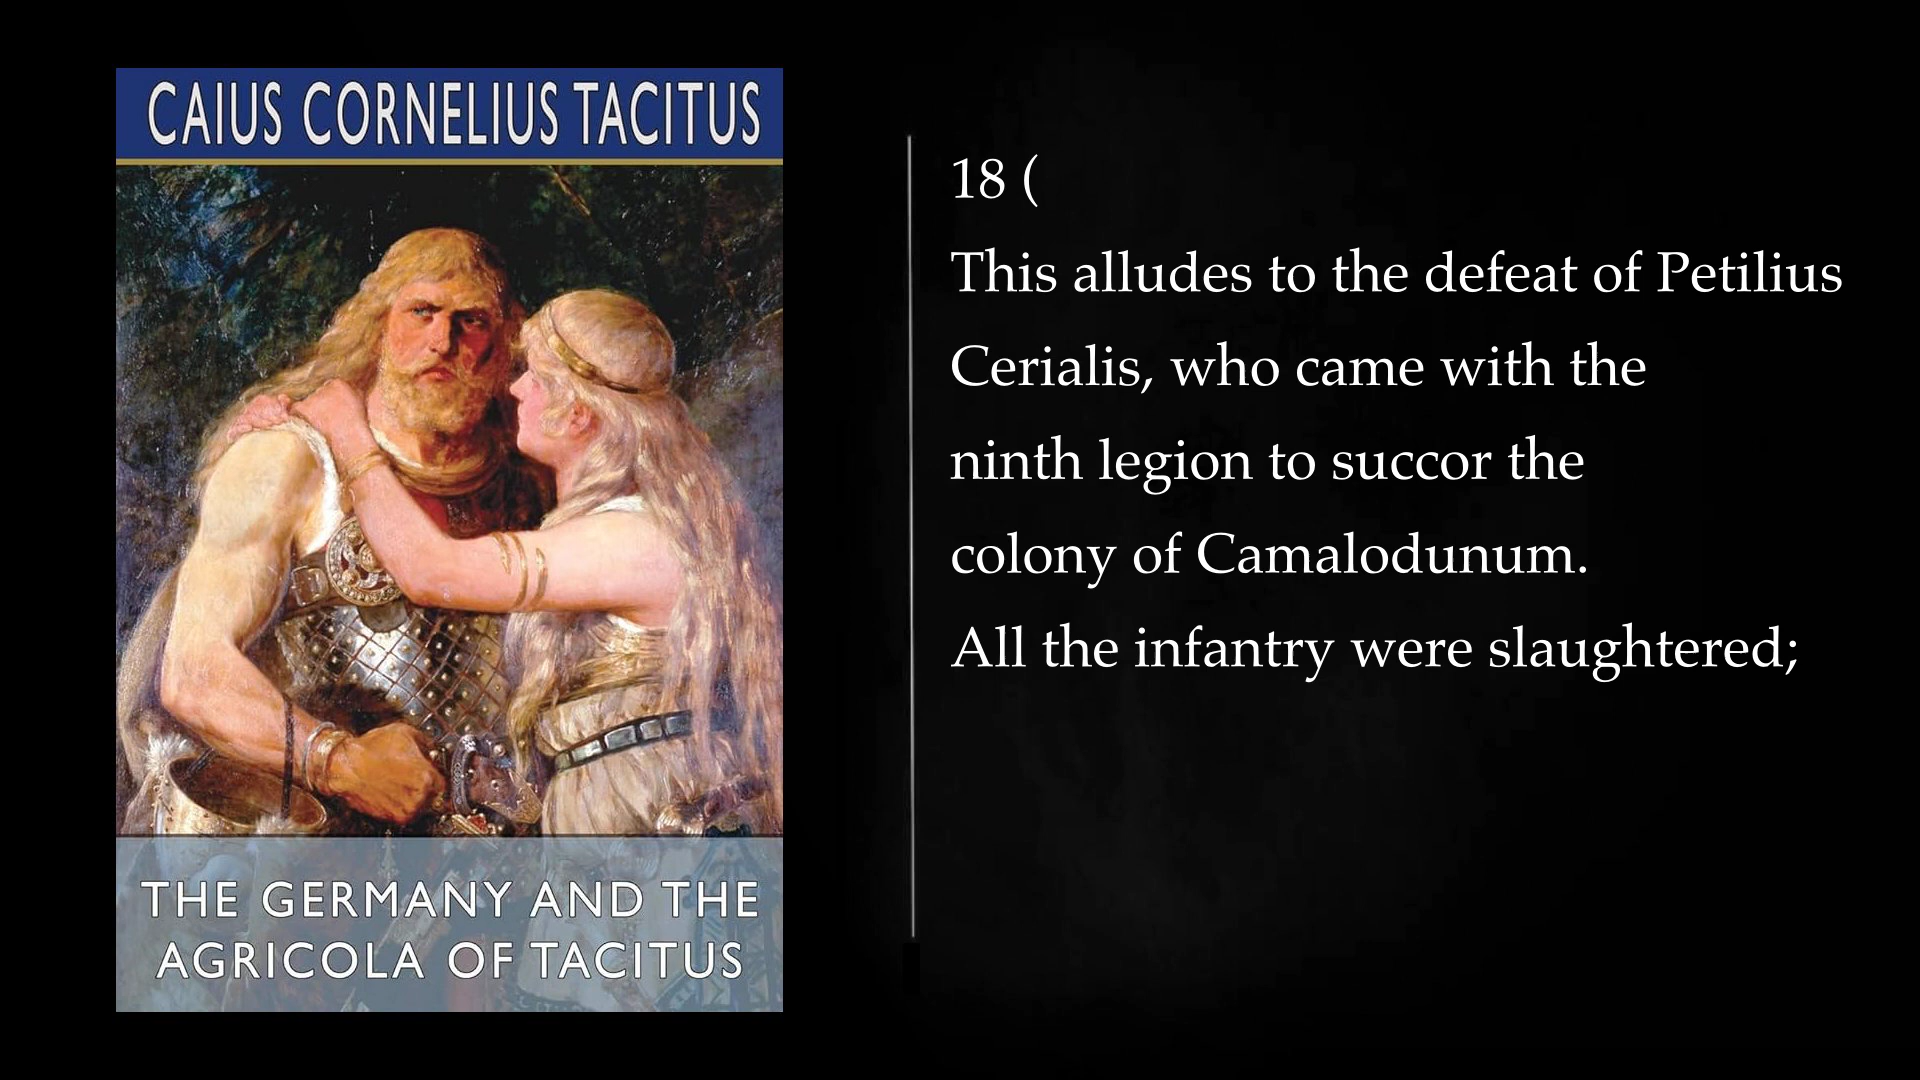 CAIUS CORNELIUS TACITUS
THE GERMANY AND THE
AGRICOLA OF TACITUS
18 (
This alludes to the defeat of Petilius
Cerialis, who came with the
ninth legion to succor the
colony of Camalodunum.
All the infantry were slaughtered;